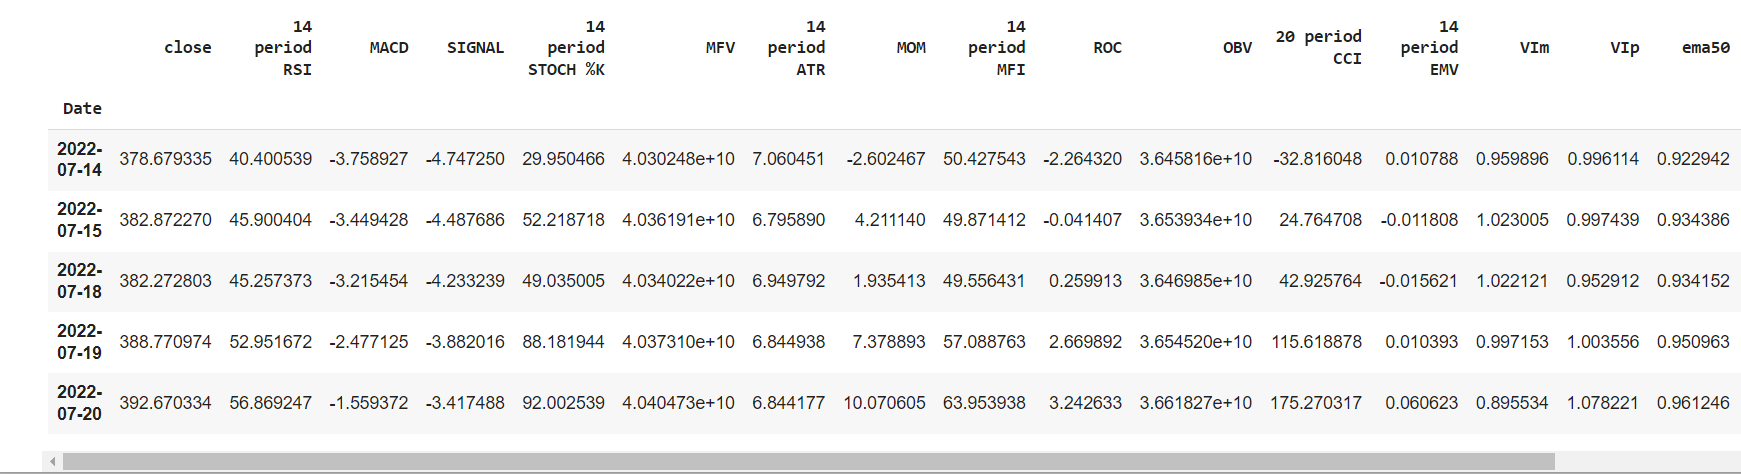 close 14 period RSI MACD SIGNAL 14 period STOCH %K MFV 14 period ATR MOM 14 period MFI ROC OBV 20 period CCI 14 period EMV VIm VIp ema50
Date
2022-07-14 378.679335 40.400539 -3.758927 -4.747250 29.950466 4.030248e+10 7.060451 -2.602467 50.427543 -2.264320 3.645816e+10 -32.816048 0.010788 0.959896 0.996114 0.922942
2022-07-15 382.872270 45.900404 -3.449428 -4.487686 52.218718 4.036191e+10 6.795890 4.211140 49.871412 -0.041407 3.653934e+10 24.764708 -0.011808 1.023005 0.997439 0.934386
2022-07-18 382.272803 45.257373 -3.215454 -4.233239 49.035005 4.034022e+10 6.949792 1.935413 49.556431 0.259913 3.646985e+10 42.925764 -0.015621 1.022121 0.952912 0.934152
2022-07-19 388.770974 52.951672 -2.477125 -3.882016 88.181944 4.037310e+10 6.844938 7.378893 57.088763 2.669892 3.654520e+10 115.618878 0.010393 0.997153 1.003556 0.950963
2022-07-20 392.670334 56.869247 -1.559372 -3.417488 92.002539 4.040473e+10 6.844177 10.070605 63.953938 3.242633 3.661827e+10 175.270317 0.060623 0.895534 1.078221 0.961246